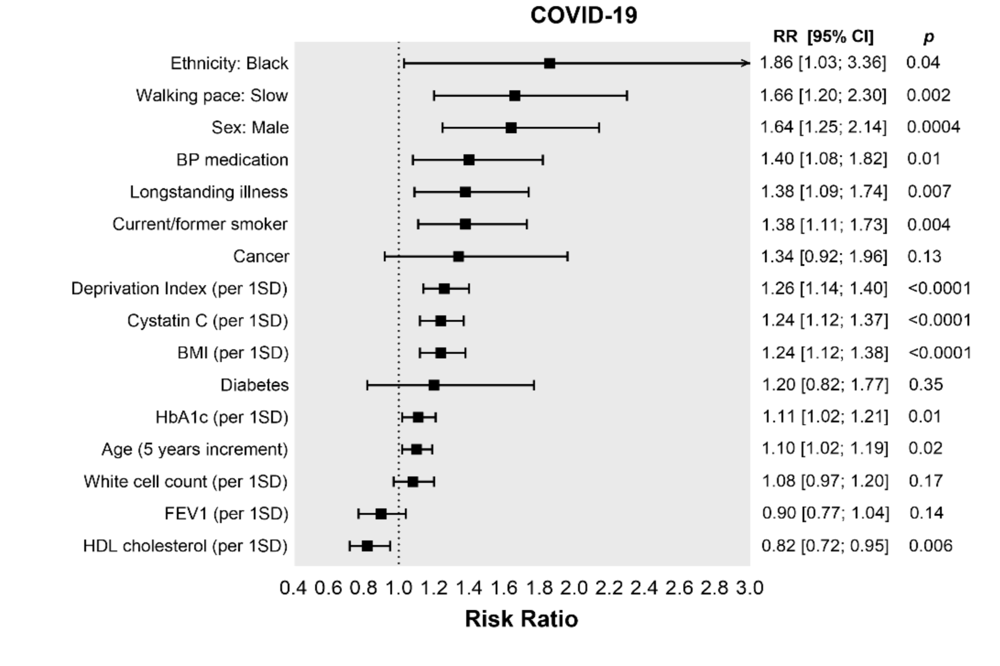 COVID-19
RR [95% CI] p
Ethnicity: Black 1.86 [1.03; 3.36] 0.04
Walking pace: Slow 1.66 [1.20; 2.30] 0.002
Sex: Male 1.64 [1.25; 2.14] 0.0004
BP medication 1.40 [1.08; 1.82] 0.01
Longstanding illness 1.38 [1.09; 1.74] 0.007
Current/former smoker 1.38 [1.11; 1.73] 0.004
Cancer 1.34 [0.92; 1.96] 0.13
Deprivation Index (per 1SD) 1.26 [1.14; 1.40] <0.0001
Cystatin C (per 1SD) 1.24 [1.12; 1.37] <0.0001
BMI (per 1SD) 1.24 [1.12; 1.38] <0.0001
Diabetes 1.20 [0.82; 1.77] 0.35
HbA1c (per 1SD) 1.11 [1.02; 1.21] 0.01
Age (5 years increment) 1.10 [1.02; 1.19] 0.02
White cell count (per 1SD) 1.08 [0.97; 1.20] 0.17
FEV1 (per 1SD) 0.90 [0.77; 1.04] 0.14
HDL cholesterol (per 1SD) 0.82 [0.72; 0.95] 0.006
0.4 0.6 0.8 1.0 1.2 1.4 1.6 1.8 2.0 2.2 2.4 2.6 2.8 3.0
Risk Ratio